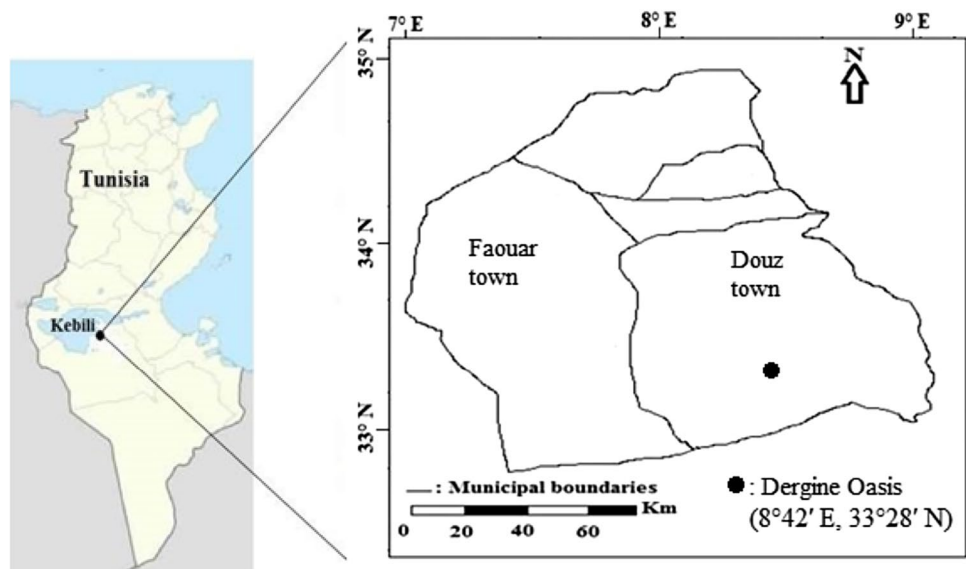 7° E
8° E
9° E
35° N
34° N
33° N
N
Tunisia
Kebili
Faouar
town
Douz
town
: Municipal boundaries
Km
0
20
40
60
: Dergine Oasis
(8°42′ E, 33°28′ N)